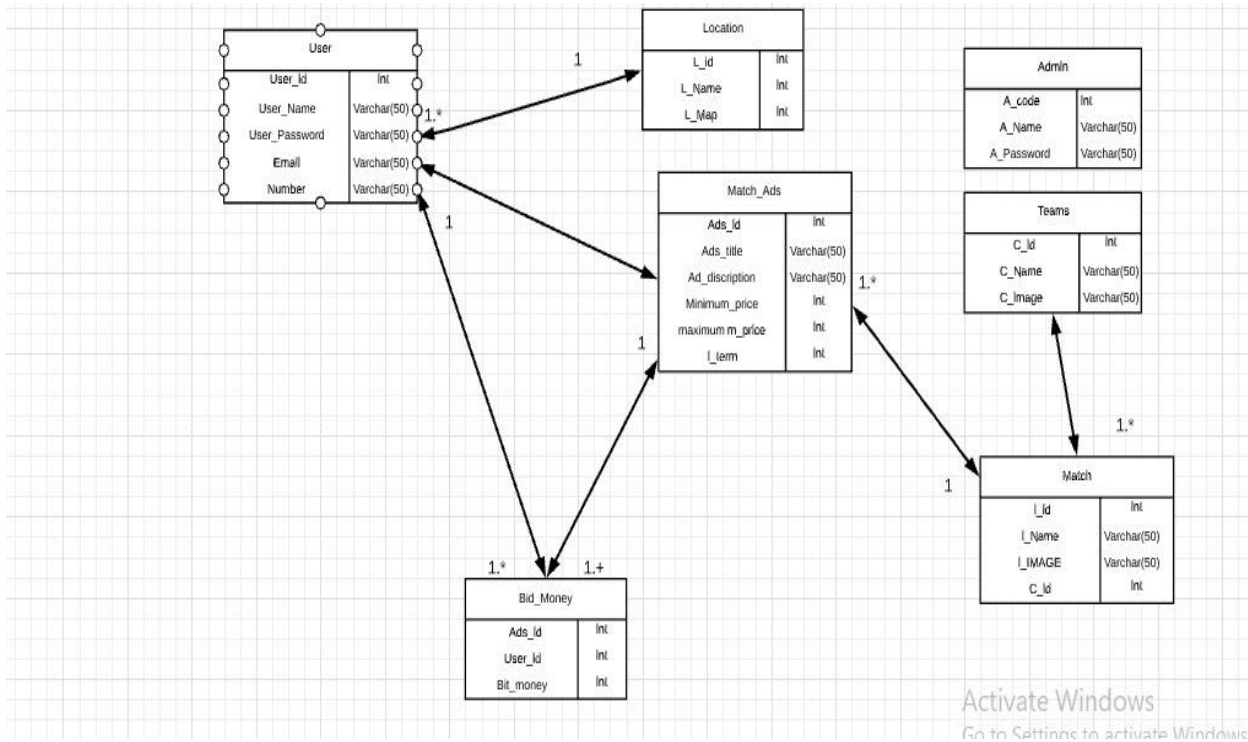 User
User_Id Int
User_Name Varchar(50)
User_Password Varchar(50)
Email Varchar(50)
Number Varchar(50)
1
1.*
1
Location
L_id Int
L_Name Int
L_Map Int
Admin
A_code Int
A_Name Varchar(50)
A_Password Varchar(50)
Match_Ads
Ads_Id Int
Ads_title Varchar(50)
Ad_discription Varchar(50)
Minimum_price Int
maximum m_price Int
I_term Int
1.*
1
Teams
C_Id Int
C_Name Varchar(50)
C_Image Varchar(50)
1.*
1
Match
I_Id Int
I_Name Varchar(50)
I_IMAGE Varchar(50)
C_Id Int
1.*
1.+
Bid_Money
Ads_Id Int
User_Id Int
Bit_money Int
Activate Windows
Go to Settings to activate Windows